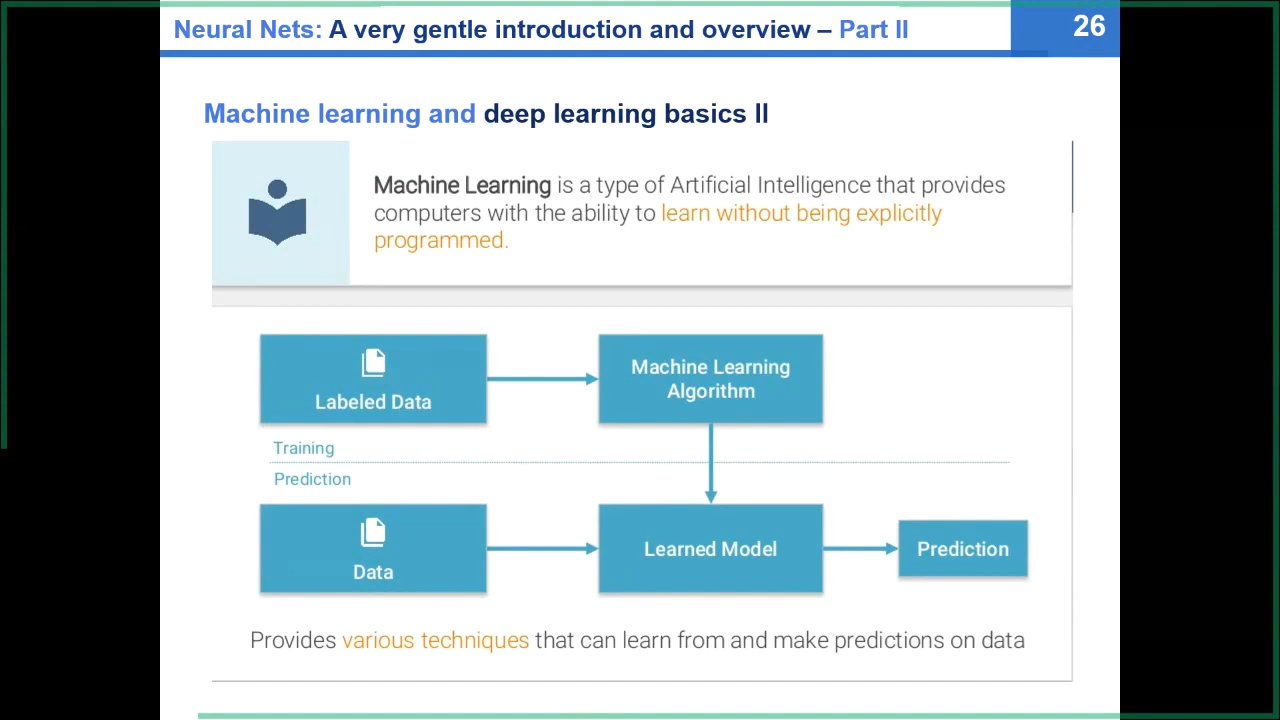 Neural Nets: A very gentle introduction and overview – Part II
26
Machine learning and deep learning basics II
Machine Learning is a type of Artificial Intelligence that provides
computers with the ability to learn without being explicitly
programmed.
Labeled Data
Machine Learning
Algorithm
Training
Prediction
Data
Learned Model
Prediction
Provides various techniques that can learn from and make predictions on data